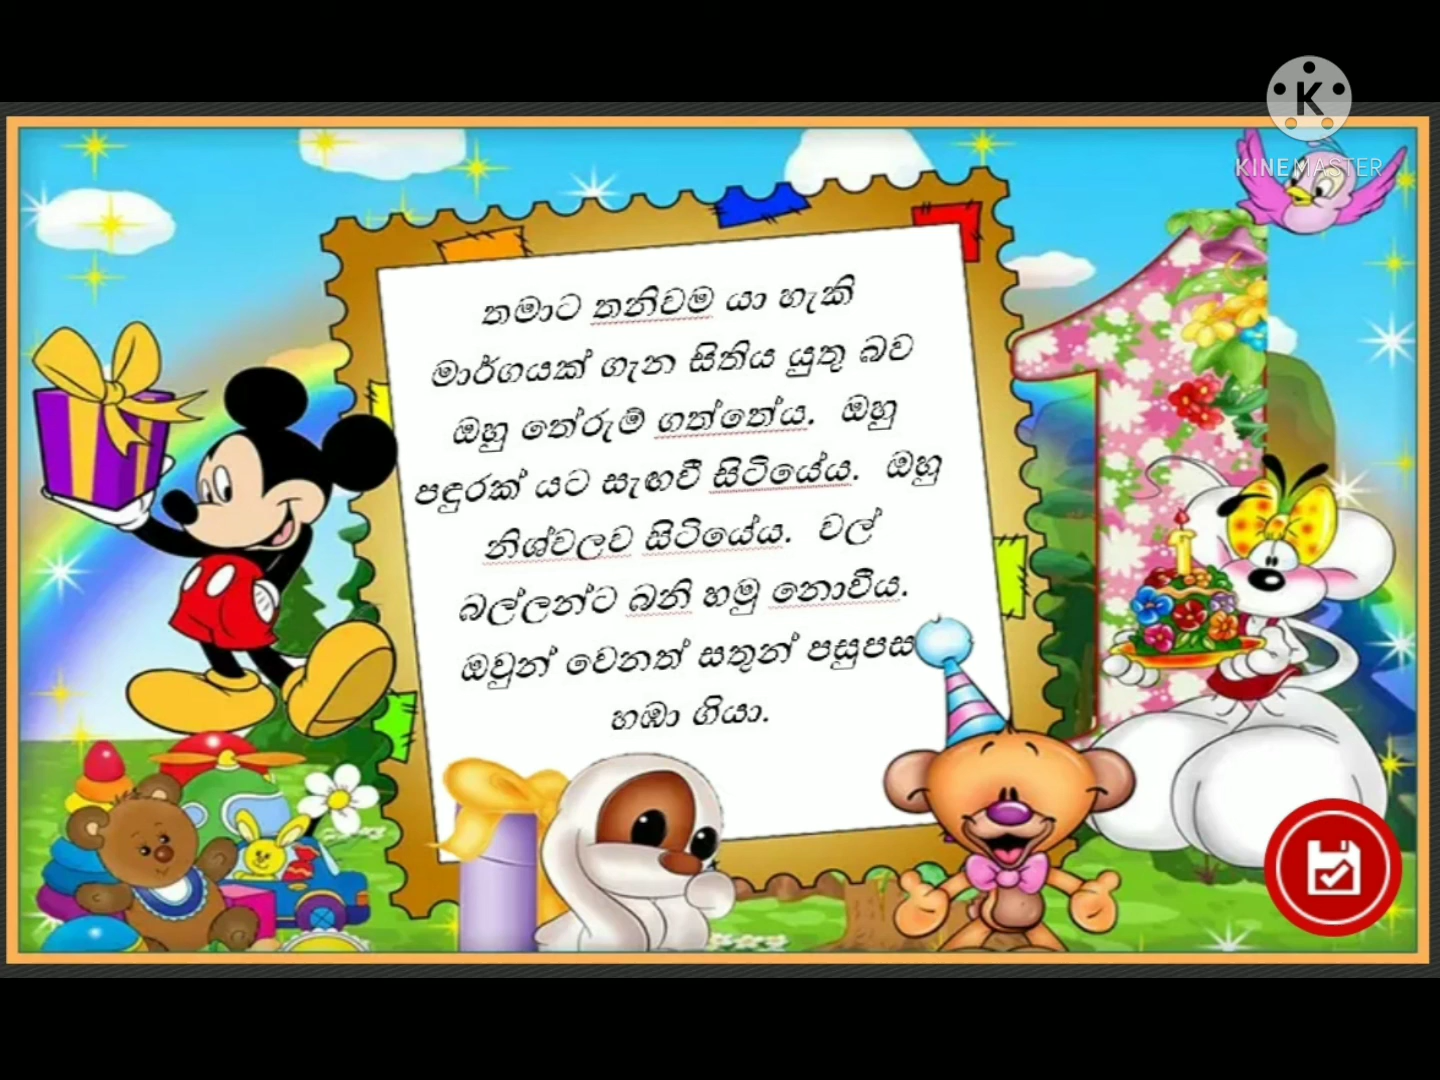 KINEMASTER
තමාට තනිවම යා හැකි
මාර්ගයක් ගැන සිතිය යුතු බව
ඔහු තේරුම් ගත්තේය. ඔහු
පඳුරක් යට සැඟවී සිටියේය. ඔහු
නිශ්චලව සිටියේය. වල්
බල්ලන්ට බනී හමු නොවීය.
ඔවුන් වෙනත් සතුන් පසුපස
හඹා ගියා.